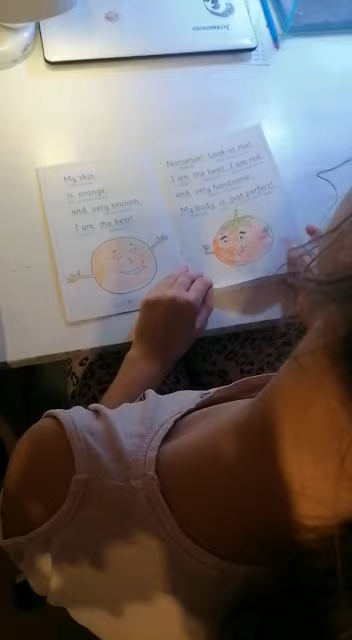 My skin,
is orange,
and very smooth,
I am the best!
Nonsense! Look at me!
I am the best! I am red,
and very handsome,
My body is just perfect!